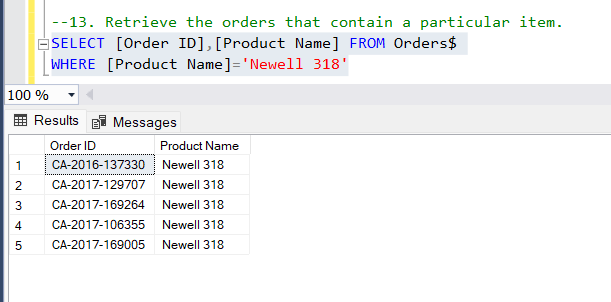 --13. Retrieve the orders that contain a particular item.
SELECT [Order ID],[Product Name] FROM Orders$
WHERE [Product Name]='Newell 318'
100 %
Results Messages
Order ID Product Name
1 CA-2016-137330 Newell 318
2 CA-2017-129707 Newell 318
3 CA-2017-169264 Newell 318
4 CA-2017-106355 Newell 318
5 CA-2017-169005 Newell 318